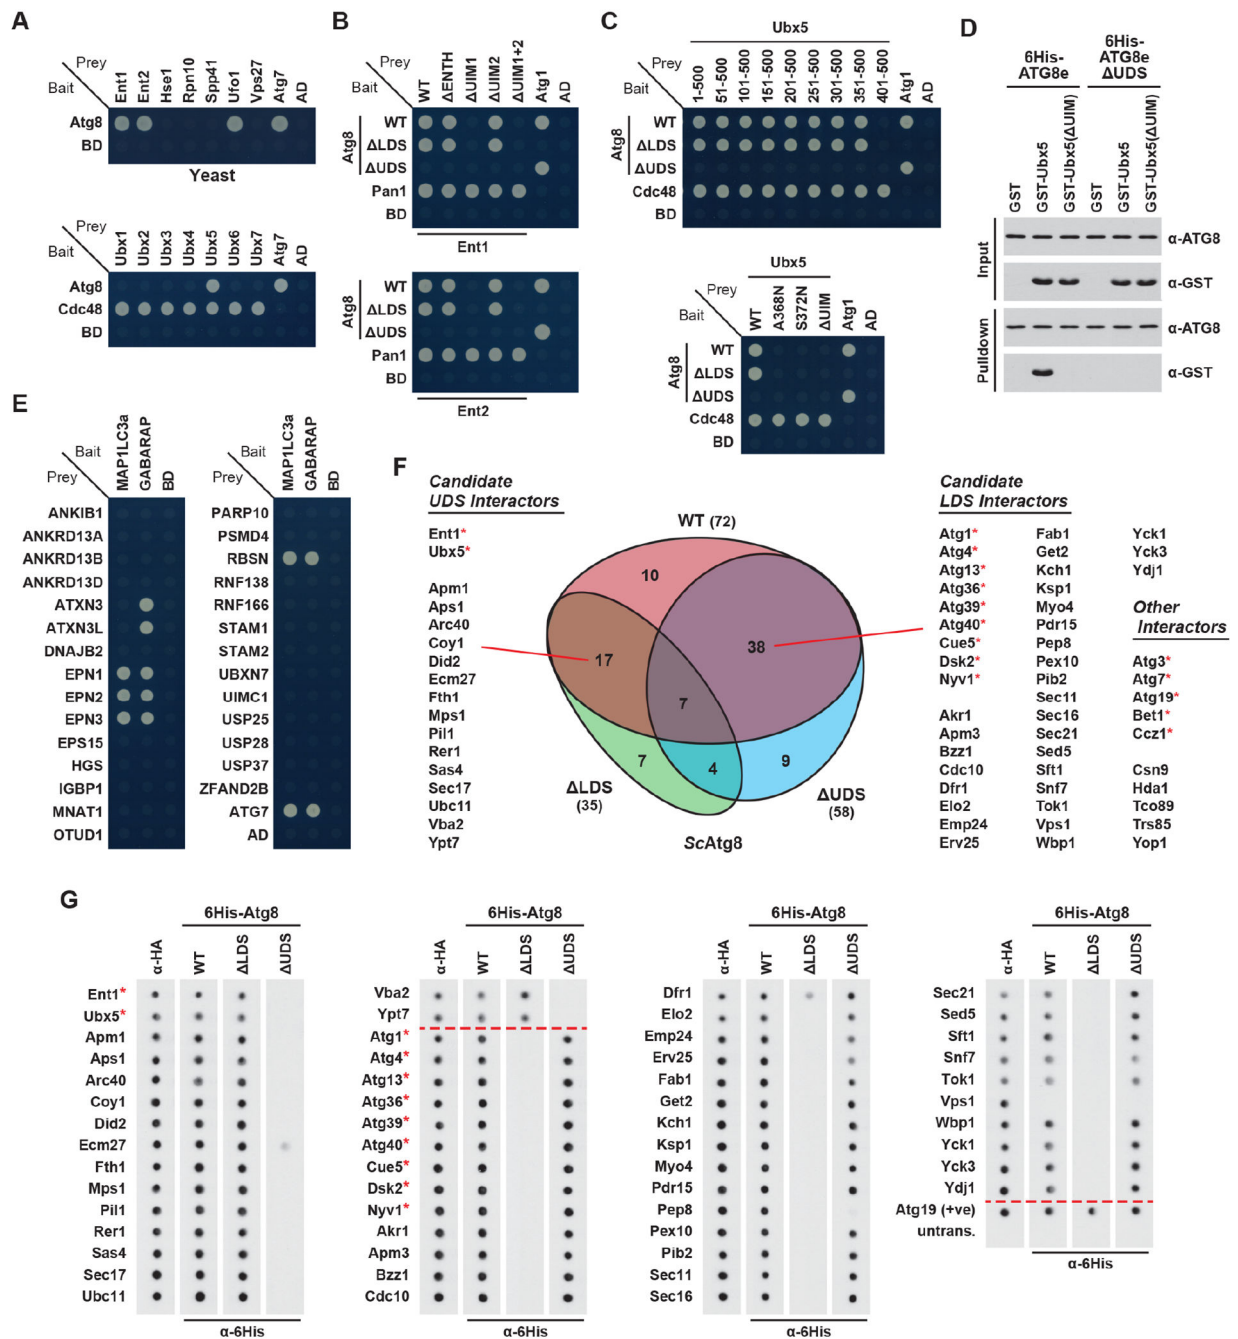 A
Prey
Bait
Ent1
Ent2
Hse1
Rpn10
Spp41
Ufo1
Vps27
Atg7
AD
Atg8
BD
Yeast
Prey
Bait
Ubx1
Ubx2
Ubx3
Ubx4
Ubx5
Ubx6
Ubx7
Atg7
AD
Atg8
Cdc48
BD
B
Prey
Bait
WT
ΔENTH
ΔUIM1
ΔUIM2
ΔUIM1+2
Atg1
AD
Atg8
WT
ΔLDS
ΔUDS
Pan1
BD
Ent1
Atg8
WT
ΔLDS
ΔUDS
Pan1
BD
Ent2
C
Ubx5
Prey
Bait
1-500
51-500
101-500
151-500
201-500
251-500
301-500
351-500
401-500
Atg1
AD
Atg8
WT
ΔLDS
ΔUDS
Cdc48
BD
Ubx5
Prey
Bait
WT
A368N
S372N
ΔUIM
Atg1
AD
Atg8
WT
ΔLDS
ΔUDS
Cdc48
BD
D
6His-
ATG8e
6His-
ATG8e
ΔUDS
GST
GST-Ubx5
GST-Ubx5(ΔUIM)
GST
GST-Ubx5
GST-Ubx5(ΔUIM)
Input
α-ATG8
α-GST
Pulldown
α-ATG8
α-GST
E
Bait
Prey
MAP1LC3a
GABARAP
BD
ANKIB1
ANKRD13A
ANKRD13B
ANKRD13D
ATXN3
ATXN3L
DNAJB2
EPN1
EPN2
EPN3
EPS15
HGS
IGBP1
MNAT1
OTUD1
Bait
Prey
MAP1LC3a
GABARAP
BD
PARP10
PSMD4
RBSN
RNF138
RNF166
STAM1
STAM2
UBXN7
UIMC1
USP25
USP28
USP37
ZFAND2B
ATG7
AD
F
Candidate
UDS Interactors
Ent1*
Ubx5*
Apm1
Aps1
Arc40
Coy1
Did2
Ecm27
Fth1
Mps1
Pil1
Rer1
Sas4
Sec17
Ubc11
Vba2
Ypt7
WT (72)
10
17
38
7
7
4
9
ΔLDS
(35)
ΔUDS
(58)
ScAtg8
Candidate
LDS Interactors
Atg1*
Atg4*
Atg13*
Atg36*
Atg39*
Atg40*
Cue5*
Dsk2*
Nyv1*
Akr1
Apm3
Bzz1
Cdc10
Dfr1
Elo2
Emp24
Erv25
Fab1
Get2
Kch1
Ksp1
Myo4
Pdr15
Pep8
Pex10
Pib2
Sec11
Sec16
Sec21
Sed5
Sft1
Snf7
Tok1
Vps1
Wbp1
Yck1
Yck3
Ydj1
Other
Interactors
Atg3*
Atg7*
Atg19*
Bet1*
Ccz1*
Csn9
Hda1
Tco89
Trs85
Yop1
G
6His-Atg8
α-HA
WT
ΔLDS
ΔUDS
Ent1*
Ubx5*
Apm1
Aps1
Arc40
Coy1
Did2
Ecm27
Fth1
Mps1
Pil1
Rer1
Sas4
Sec17
Ubc11
α-6His
6His-Atg8
α-HA
WT
ΔLDS
ΔUDS
Vba2
Ypt7
Atg1*
Atg4*
Atg13*
Atg36*
Atg39*
Atg40*
Cue5*
Dsk2*
Nyv1*
Akr1
Apm3
Bzz1
Cdc10
α-6His
6His-Atg8
α-HA
WT
ΔLDS
ΔUDS
Dfr1
Elo2
Emp24
Erv25
Fab1
Get2
Kch1
Ksp1
Myo4
Pdr15
Pep8
Pex10
Pib2
Sec11
Sec16
α-6His
6His-Atg8
α-HA
WT
ΔLDS
ΔUDS
Sec21
Sed5
Sft1
Snf7
Tok1
Vps1
Wbp1
Yck1
Yck3
Ydj1
Atg19 (+ve)
untrans.
α-6His